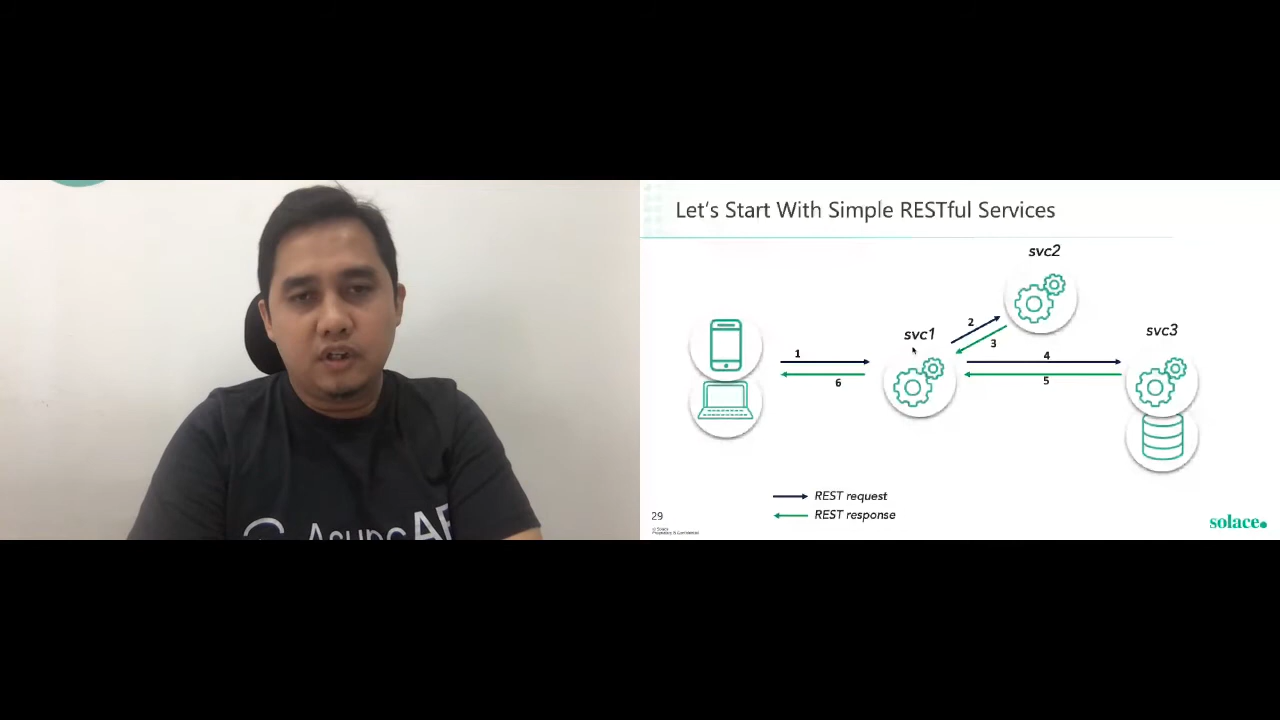 AsyncAP
Let's Start With Simple RESTful Services
svc2
svc1
svc3
1
2
3
4
5
6
REST request
REST response
29
solace.